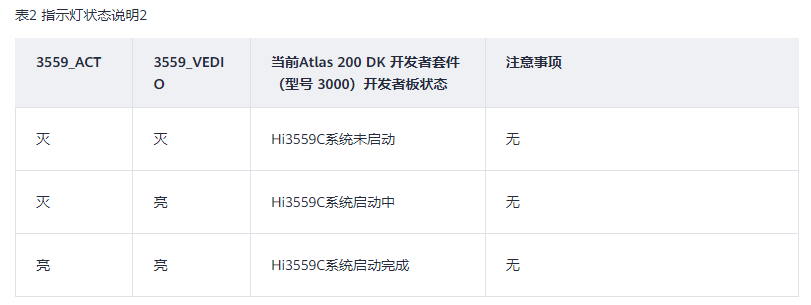 表2 指示灯状态说明2
3559_ACT 3559_VEDI 当前Atlas 200 DK 开发者套件 注意事项
O （型号 3000）开发者板状态
灭 灭 Hi3559C系统未启动 无
灭 亮 Hi3559C系统启动中 无
亮 亮 Hi3559C系统启动完成 无